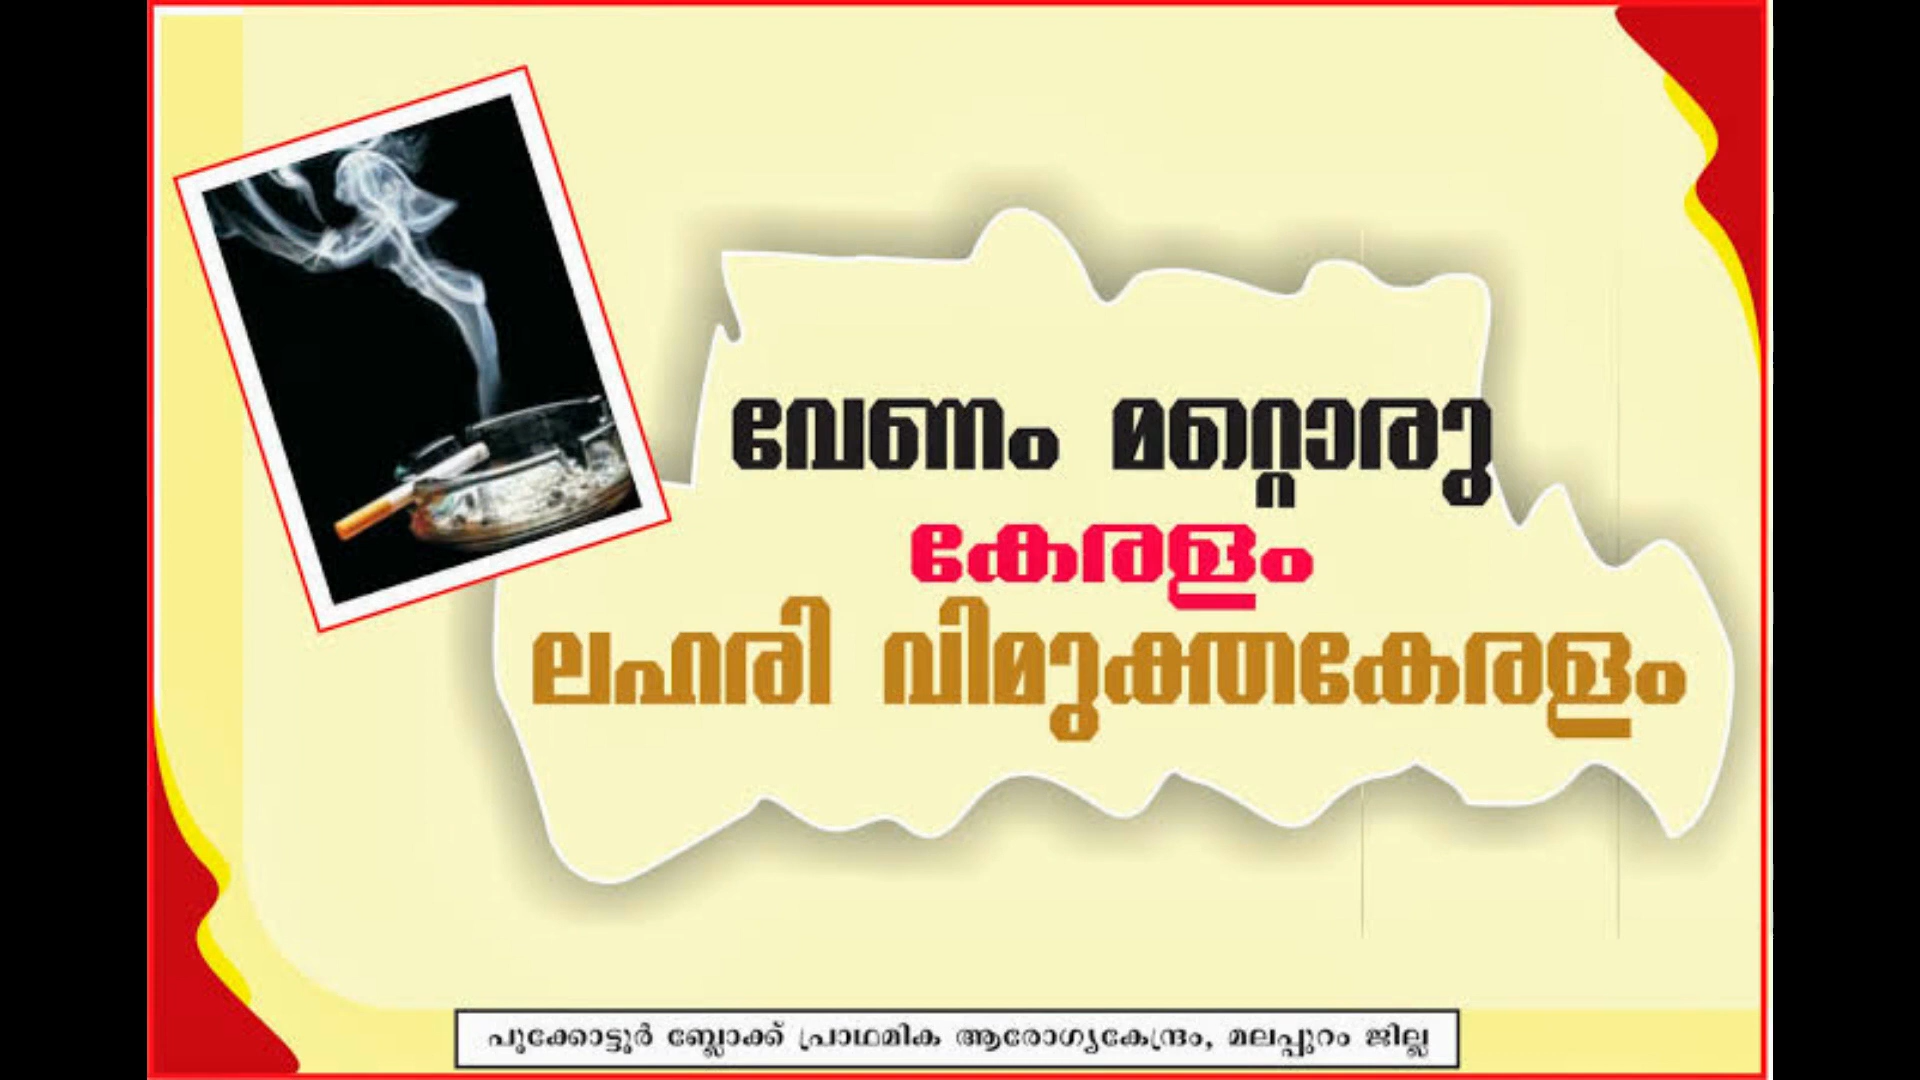 വേണം മറ്റൊരു
കേരളം
ലഹരി വിമുക്തകേരളം
പൂക്കോട്ടൂർ ബ്ലോക്ക് പ്രാഥമിക ആരോഗ്യകേന്ദ്രം, മലപ്പുറം ജില്ല